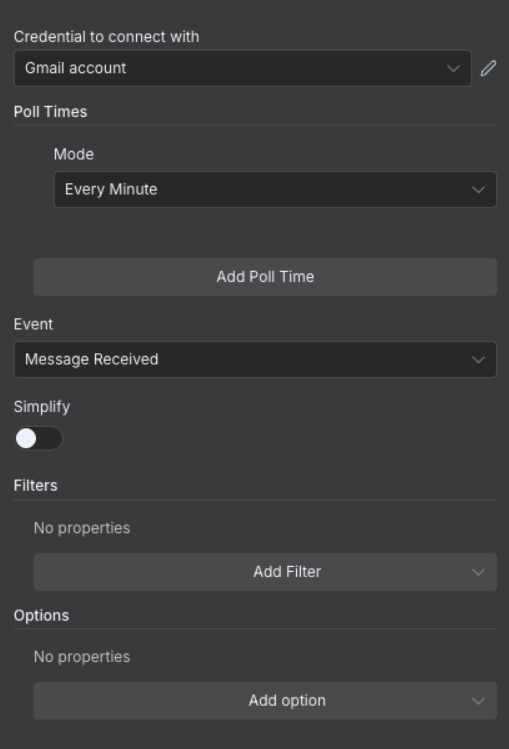 Credential to connect with
Gmail account
Poll Times
Mode
Every Minute
Add Poll Time
Event
Message Received
Simplify
Filters
No properties
Add Filter
Options
No properties
Add option